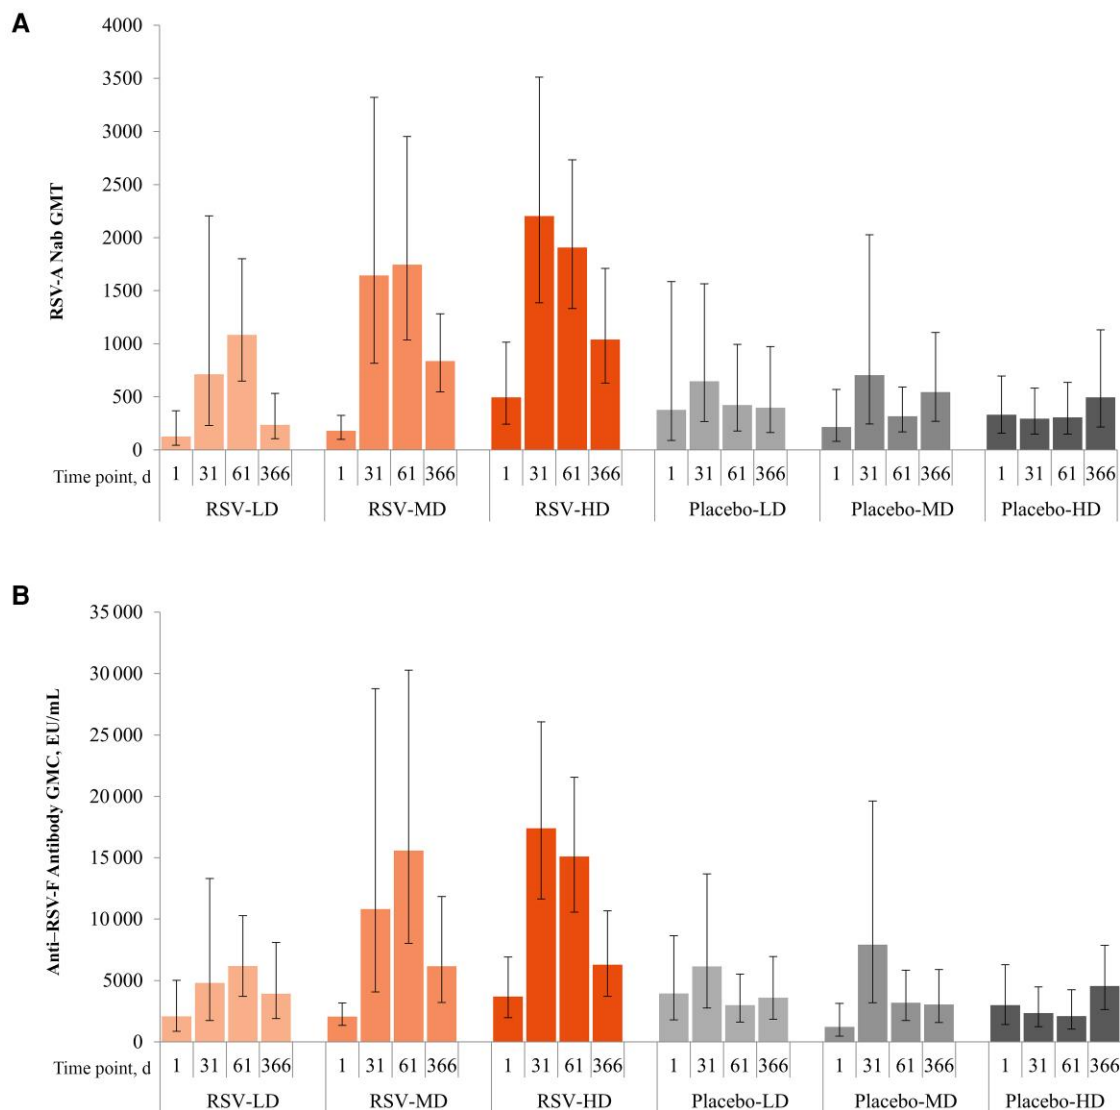 A
RSV-A Nab GMT
4000
3500
3000
2500
2000
1500
1000
500
0
Time point, d 1 31 61 366 1 31 61 366 1 31 61 366 1 31 61 366 1 31 61 366 1 31 61 366
RSV-LD RSV-MD RSV-HD Placebo-LD Placebo-MD Placebo-HD
B
Anti–RSV-F Antibody GMC, EU/mL
35 000
30 000
25 000
20 000
15 000
10 000
5000
0
Time point, d 1 31 61 366 1 31 61 366 1 31 61 366 1 31 61 366 1 31 61 366 1 31 61 366
RSV-LD RSV-MD RSV-HD Placebo-LD Placebo-MD Placebo-HD